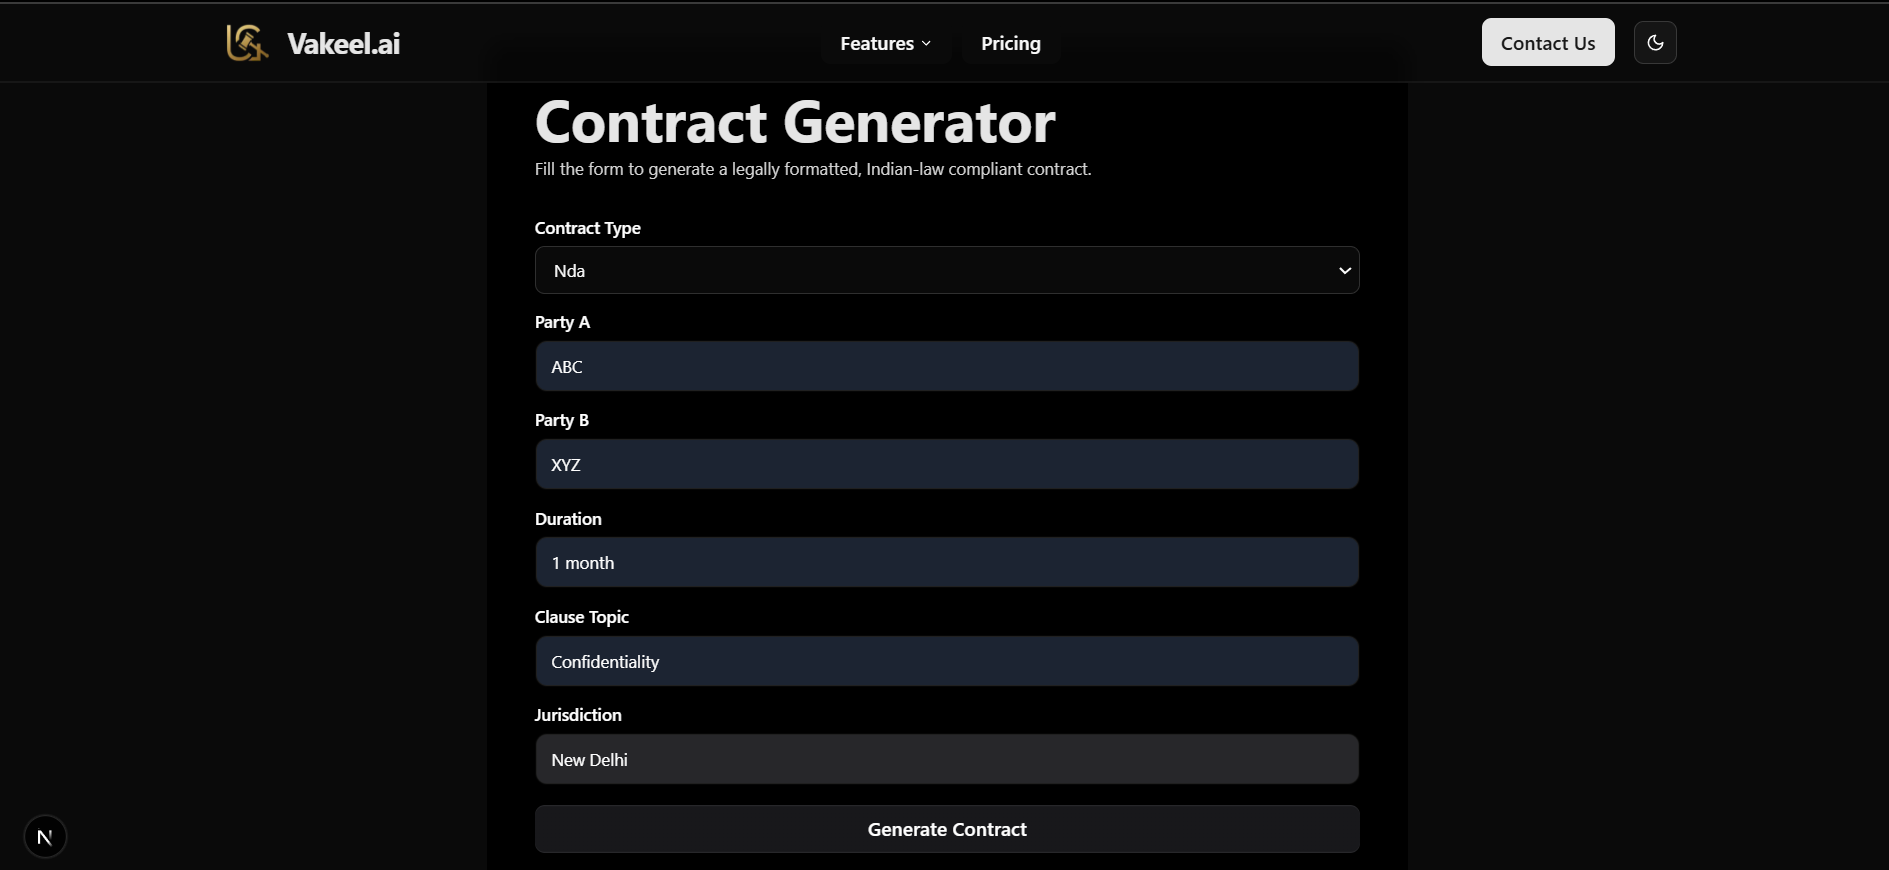 Vakeel.ai
Features
Pricing
Contact Us
Contract Generator
Fill the form to generate a legally formatted, Indian-law compliant contract.
Contract Type
Nda
Party A
ABC
Party B
XYZ
Duration
1 month
Clause Topic
Confidentiality
Jurisdiction
New Delhi
Generate Contract
N